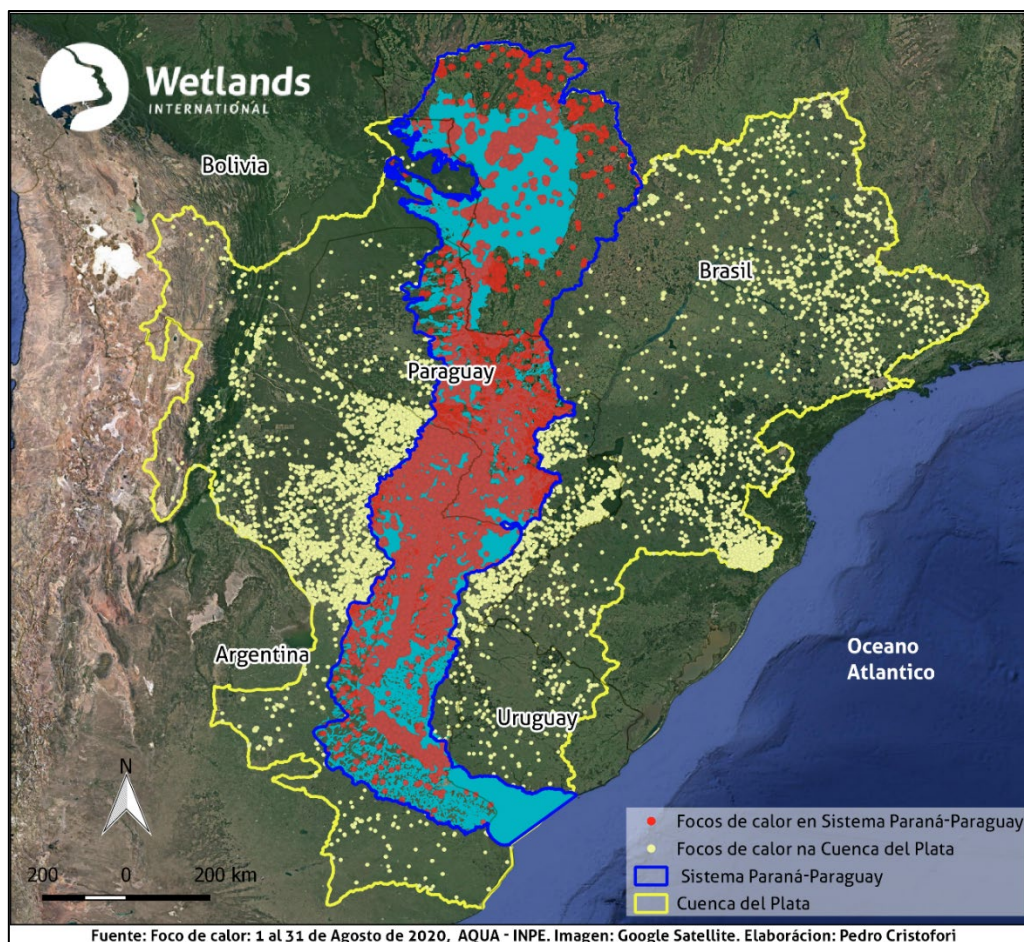 Wetlands
INTERNATIONAL
Bolivia
Brasil
Paraguay
Argentina
Uruguay
Oceano
Atlantico
N
200 0 200 km
Focos de calor en Sistema Paraná-Paraguay
Focos de calor na Cuenca del Plata
Sistema Paraná-Paraguay
Cuenca del Plata
Fuente: Foco de calor: 1 al 31 de Agosto de 2020, AQUA - INPE. Imagen: Google Satellite. Elaborácion: Pedro Cristofori